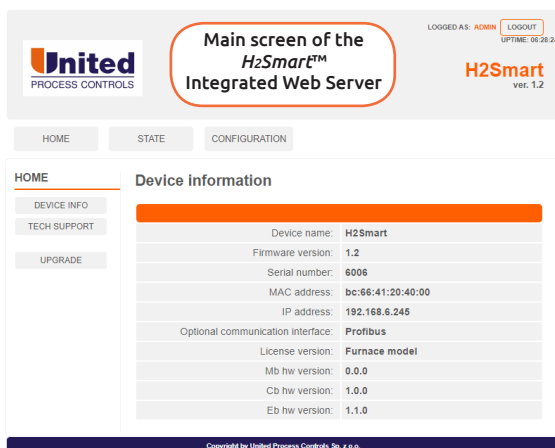 LOGGED AS: ADMIN LOGOUT
UPTIME: 06:28:2
United
PROCESS CONTROLS
Main screen of the
H2Smart™
Integrated Web Server
H2Smart
ver. 1.2
HOME STATE CONFIGURATION
HOME
DEVICE INFO
TECH SUPPORT
UPGRADE
Device information
Device name: H2Smart
Firmware version: 1.2
Serial number: 6006
MAC address: bc:66:41:20:40:00
IP address: 192.168.6.245
Optional communication interface: Profibus
License version: Furnace model
Mb hw version: 0.0.0
Cb hw version: 1.0.0
Eb hw version: 1.1.0
Copyright by United Process Controls Sp. z o.o.